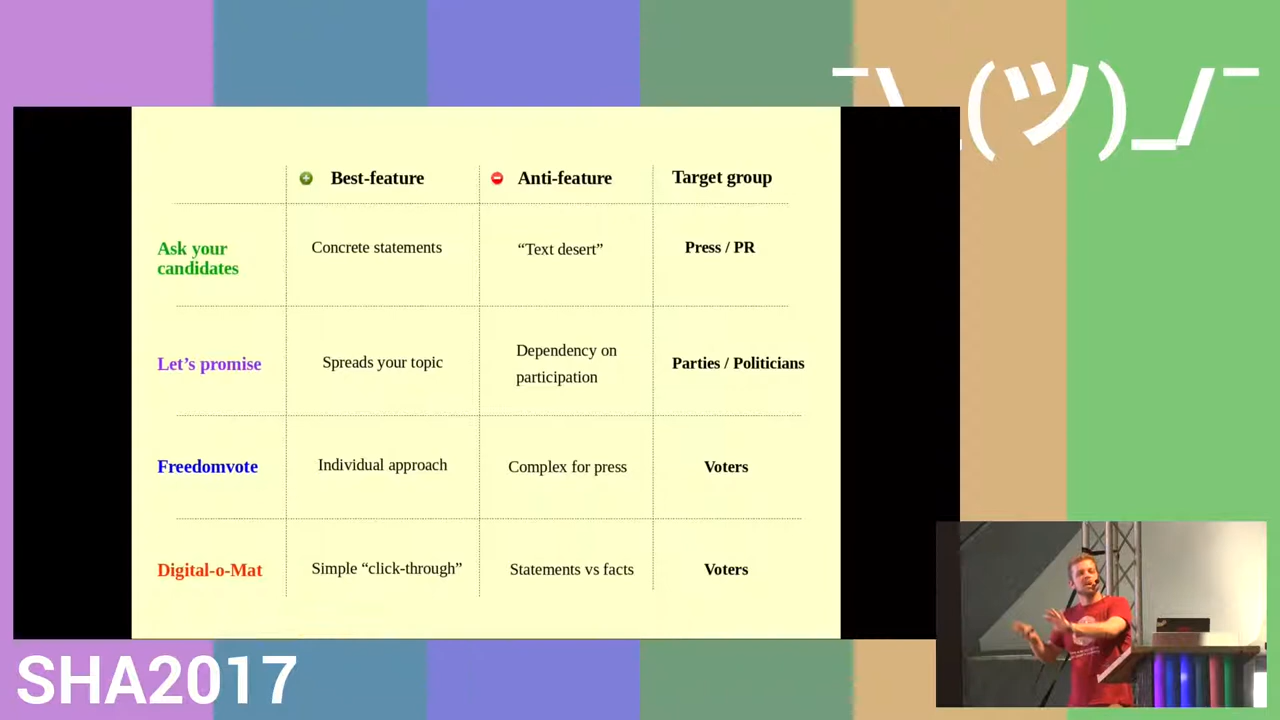 ¯\_(ツ)_/¯
Best-feature Anti-feature Target group
Ask your
candidates
Concrete statements “Text desert” Press / PR
Let’s promise Spreads your topic
Dependency on
participation
Parties / Politicians
Freedomvote Individual approach Complex for press Voters
Digital-o-Mat Simple “click-through” Statements vs facts Voters
SHA2017